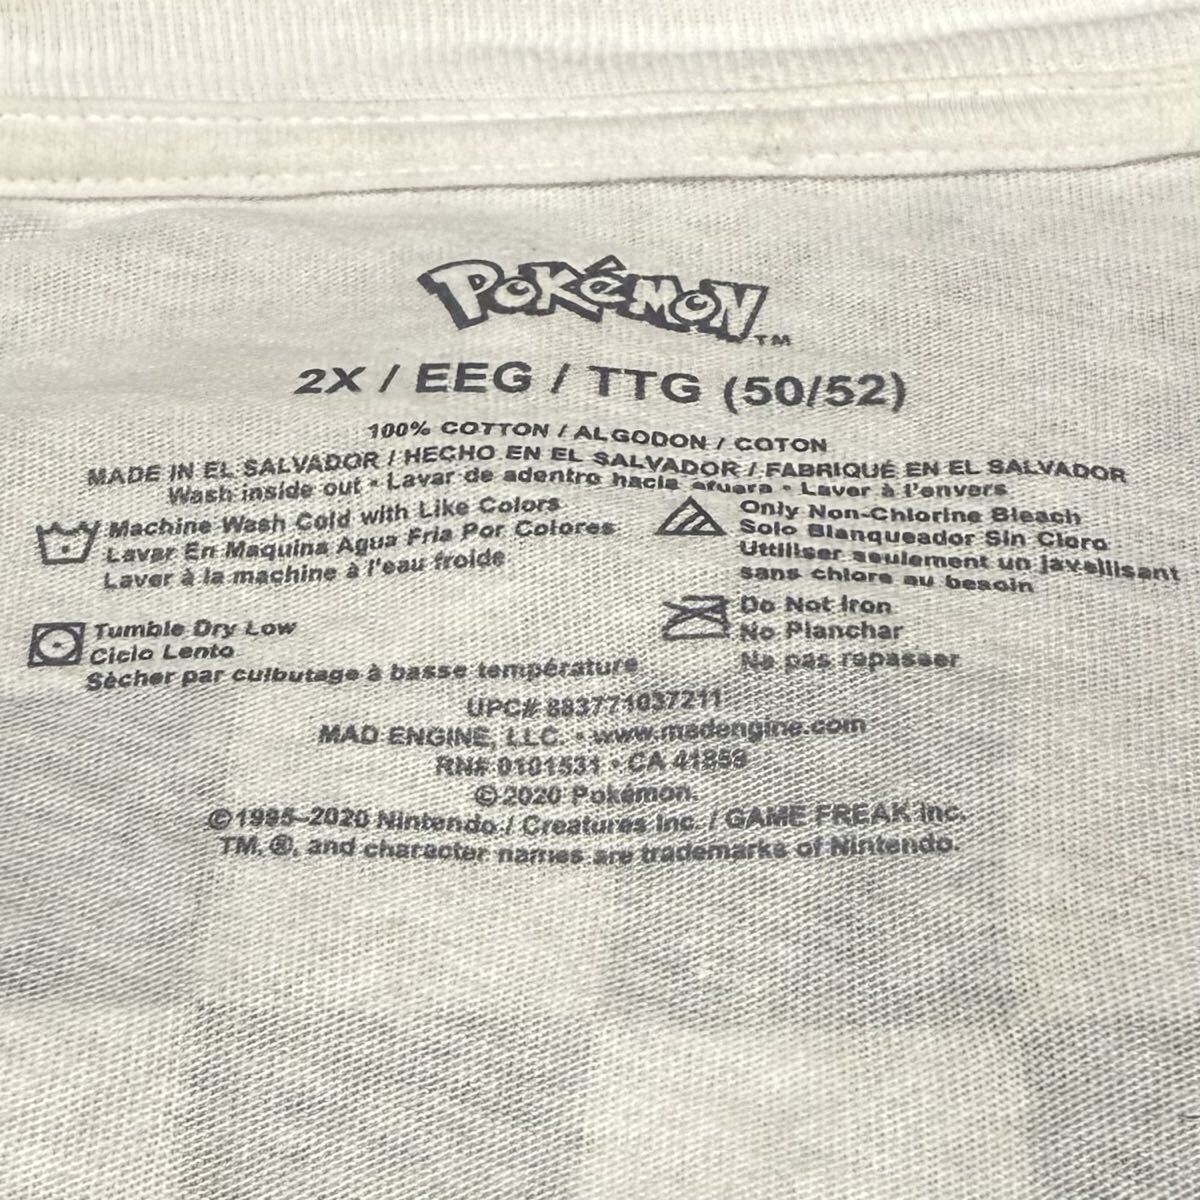 POKéMON™
2X / EEG / TTG (50/52)
100% COTTON / ALGODON / COTON
MADE IN EL SALVADOR / HECHO EN EL SALVADOR / FABRIQUÉ EN EL SALVADOR
Wash inside out • Lavar de adentro hacia afuera • Laver à l'envers
Machine Wash Cold with Like Colors
Lavar En Maquina Agua Fria Por Colores
Laver à la machine à l'eau froide
Only Non-Chlorine Bleach
Solo Blanqueador Sin Cloro
Uttiliser seulement un javellisant
sans chlore au besoin
Tumble Dry Low
Ciclo Lento
Sècher par culbutage à basse température
Do Not Iron
No Planchar
Ne pas repasser
UPC# 883771037211
MAD ENGINE, LLC. • www.madengine.com
RN# 0101531 • CA 41858
©2020 Pokémon.
©1995–2020 Nintendo / Creatures Inc. / GAME FREAK Inc.
TM, ®, and character names are trademarks of Nintendo.